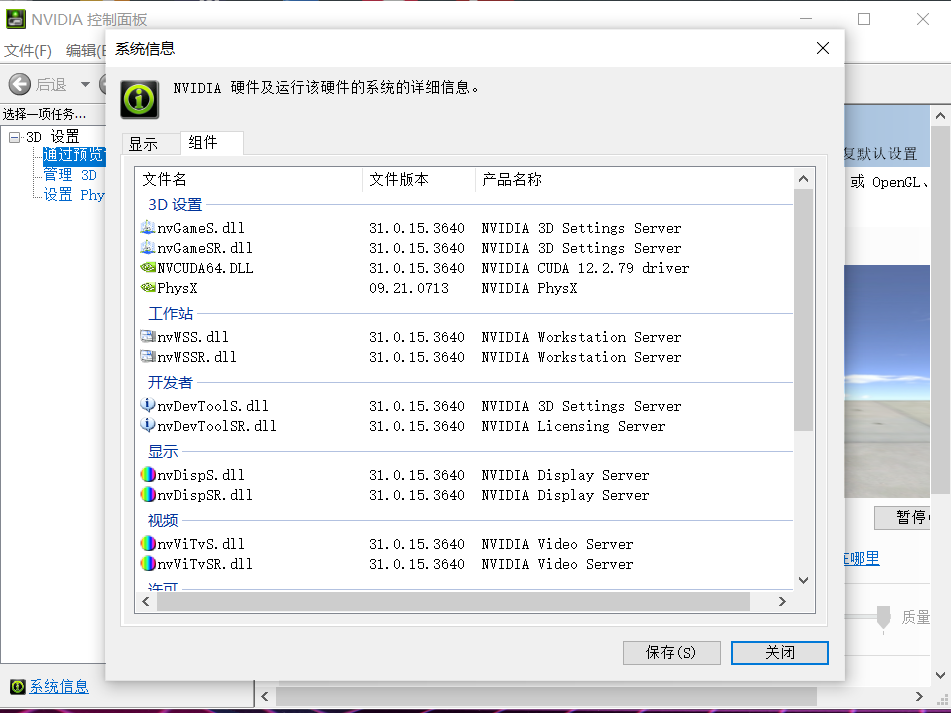 NVIDIA 控制面板
文件(F) 编辑(E
系统信息
后退
NVIDIA 硬件及运行该硬件的系统的详细信息。
选择一项任务...
3D 设置
通过预览
管理 3D
设置 Phy
显示 组件
文件名 文件版本 产品名称
3D 设置
nvGameS.dll 31.0.15.3640 NVIDIA 3D Settings Server
nvGameSR.dll 31.0.15.3640 NVIDIA 3D Settings Server
NVCUDA64.DLL 31.0.15.3640 NVIDIA CUDA 12.2.79 driver
PhysX 09.21.0713 NVIDIA PhysX
工作站
nvWSS.dll 31.0.15.3640 NVIDIA Workstation Server
nvWSSR.dll 31.0.15.3640 NVIDIA Workstation Server
开发者
nvDevToolS.dll 31.0.15.3640 NVIDIA 3D Settings Server
nvDevToolSR.dll 31.0.15.3640 NVIDIA Licensing Server
显示
nvDispS.dll 31.0.15.3640 NVIDIA Display Server
nvDispSR.dll 31.0.15.3640 NVIDIA Display Server
视频
nvViTvS.dll 31.0.15.3640 NVIDIA Video Server
nvViTvSR.dll 31.0.15.3640 NVIDIA Video Server
许可
保存(S) 关闭
复默认设置
或 OpenGL、
暂停
在哪里
质量
系统信息